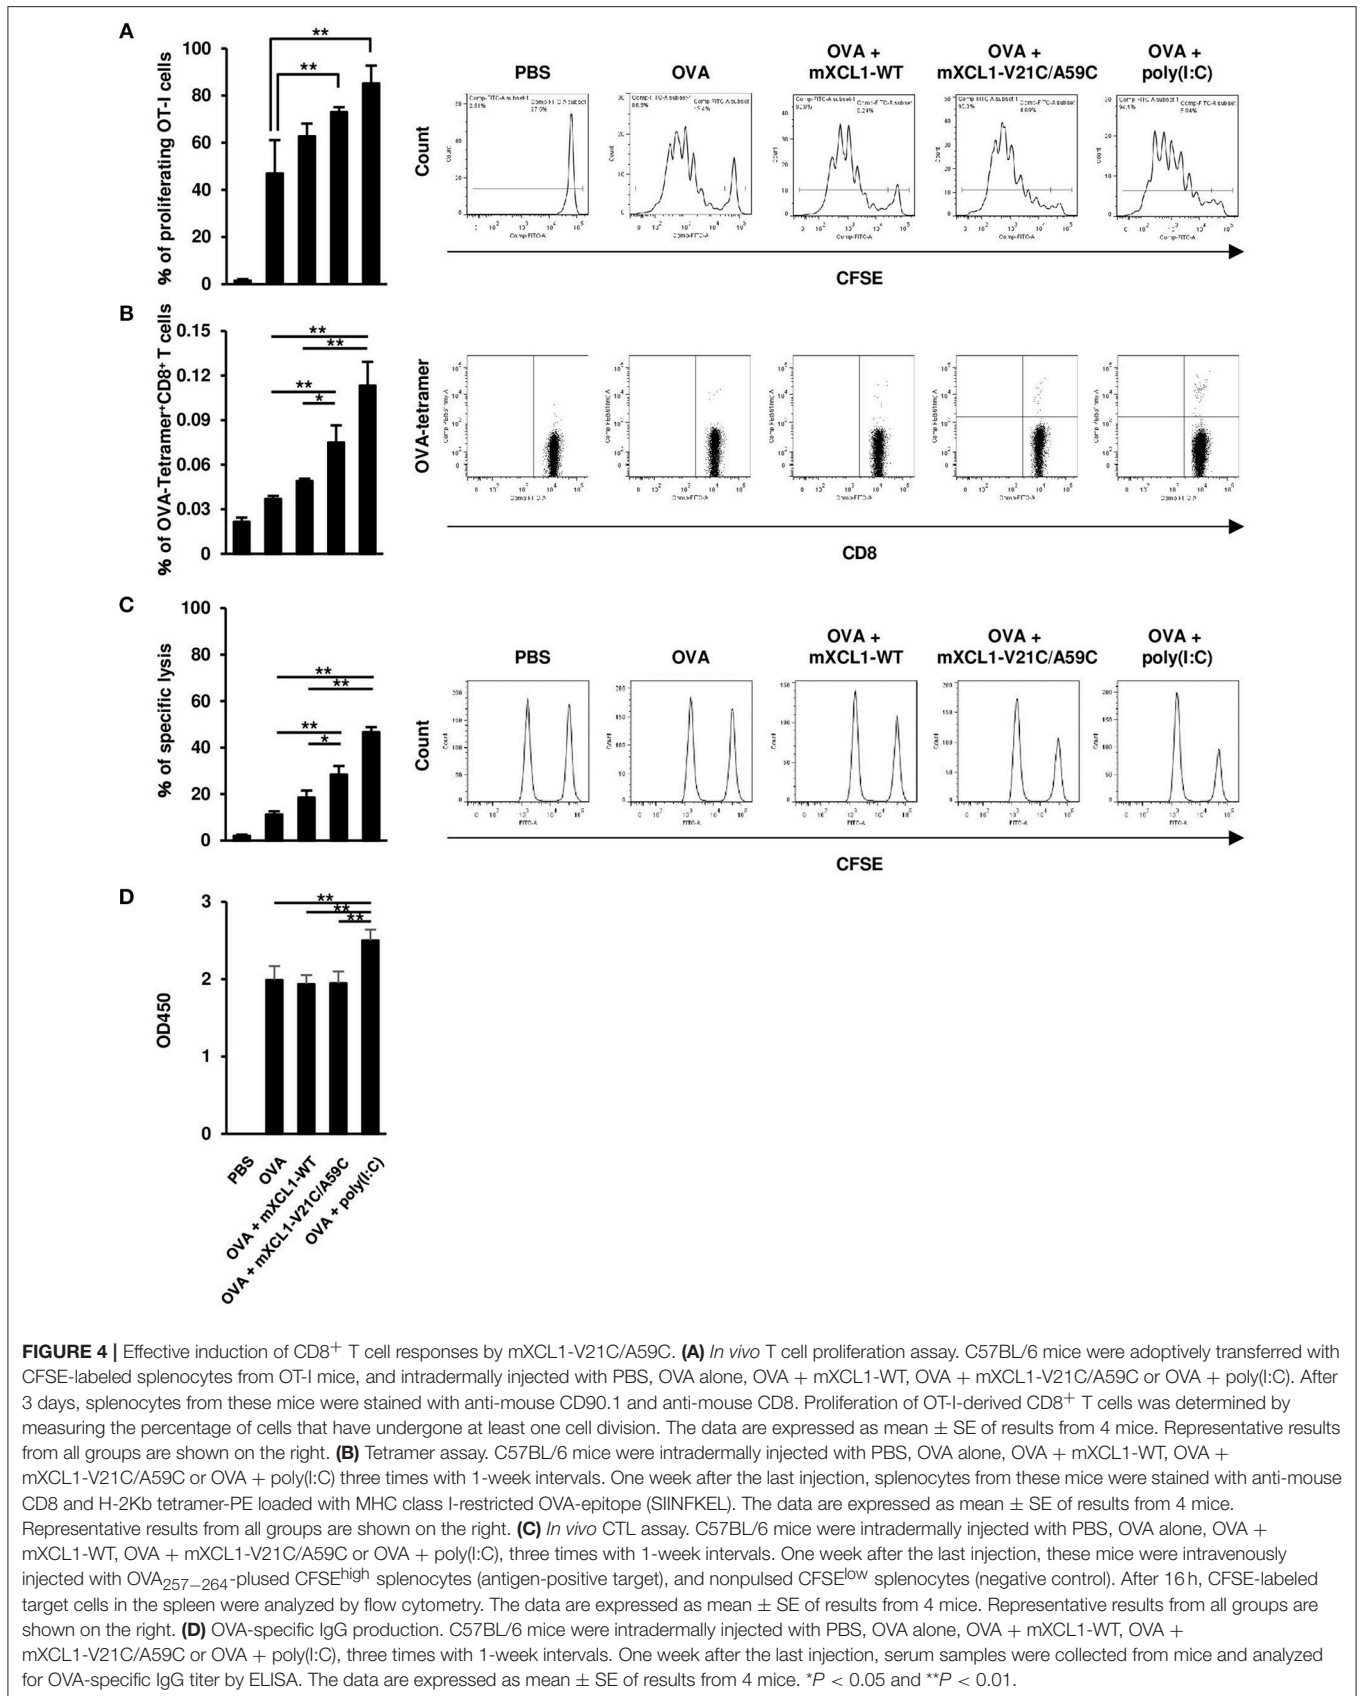 A
% of proliferating OT-I cells
100
80
60
40
20
0
**
**
PBS
OVA
OVA +
mXCL1-WT
OVA +
mXCL1-V21C/A59C
OVA +
poly(I:C)
Count
CFSE
B
% of OVA-Tetramer⁺CD8⁺ T cells
0.15
0.12
0.09
0.06
0.03
0
**
**
**
*
OVA-tetramer
CD8
C
% of specific lysis
100
80
60
40
20
0
**
**
**
*
PBS
OVA
OVA +
mXCL1-WT
OVA +
mXCL1-V21C/A59C
OVA +
poly(I:C)
Count
CFSE
D
OD450
3
2
1
0
**
**
**
PBS
OVA
OVA + mXCL1-WT
OVA + mXCL1-V21C/A59C
OVA + poly(I:C)
FIGURE 4 | Effective induction of CD8⁺ T cell responses by mXCL1-V21C/A59C. (A) In vivo T cell proliferation assay. C57BL/6 mice were adoptively transferred with
CFSE-labeled splenocytes from OT-I mice, and intradermally injected with PBS, OVA alone, OVA + mXCL1-WT, OVA + mXCL1-V21C/A59C or OVA + poly(I:C). After
3 days, splenocytes from these mice were stained with anti-mouse CD90.1 and anti-mouse CD8. Proliferation of OT-I-derived CD8⁺ T cells was determined by
measuring the percentage of cells that have undergone at least one cell division. The data are expressed as mean ± SE of results from 4 mice. Representative results
from all groups are shown on the right. (B) Tetramer assay. C57BL/6 mice were intradermally injected with PBS, OVA alone, OVA + mXCL1-WT, OVA +
mXCL1-V21C/A59C or OVA + poly(I:C) three times with 1-week intervals. One week after the last injection, splenocytes from these mice were stained with anti-mouse
CD8 and H-2Kb tetramer-PE loaded with MHC class I-restricted OVA-epitope (SIINFKEL). The data are expressed as mean ± SE of results from 4 mice.
Representative results from all groups are shown on the right. (C) In vivo CTL assay. C57BL/6 mice were intradermally injected with PBS, OVA alone, OVA +
mXCL1-WT, OVA + mXCL1-V21C/A59C or OVA + poly(I:C), three times with 1-week intervals. One week after the last injection, these mice were intravenously
injected with OVA₂₅₇₋₂₆₄-plused CFSEʰⁱᵍʰ splenocytes (antigen-positive target), and nonpulsed CFSEˡᵒʷ splenocytes (negative control). After 16 h, CFSE-labeled
target cells in the spleen were analyzed by flow cytometry. The data are expressed as mean ± SE of results from 4 mice. Representative results from all groups are
shown on the right. (D) OVA-specific IgG production. C57BL/6 mice were intradermally injected with PBS, OVA alone, OVA + mXCL1-WT, OVA +
mXCL1-V21C/A59C or OVA + poly(I:C), three times with 1-week intervals. One week after the last injection, serum samples were collected from mice and analyzed
for OVA-specific IgG titer by ELISA. The data are expressed as mean ± SE of results from 4 mice. *P < 0.05 and **P < 0.01.